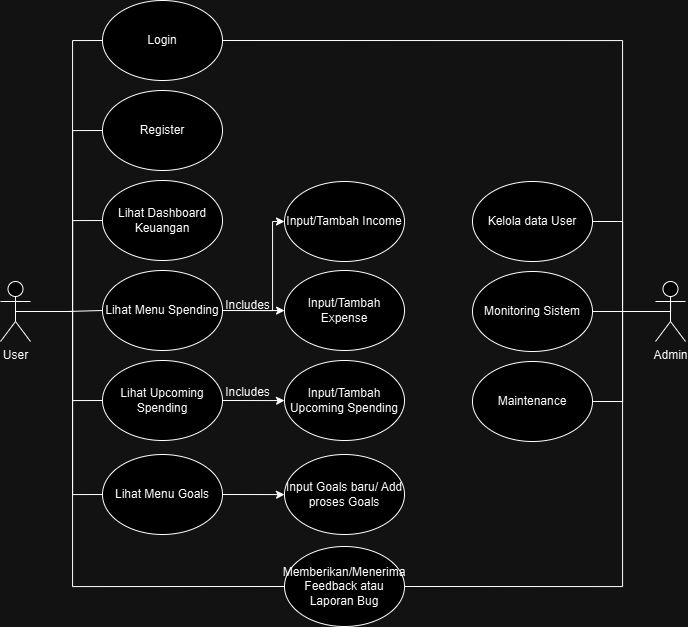 Login
Register
Lihat Dashboard
Keuangan
Input/Tambah Income
Kelola data User
Lihat Menu Spending
Includes
Input/Tambah
Expense
Monitoring Sistem
User
Admin
Lihat Upcoming
Spending
Includes
Input/Tambah
Upcoming Spending
Maintenance
Lihat Menu Goals
Input Goals baru/ Add
proses Goals
Memberikan/Menerima
Feedback atau
Laporan Bug